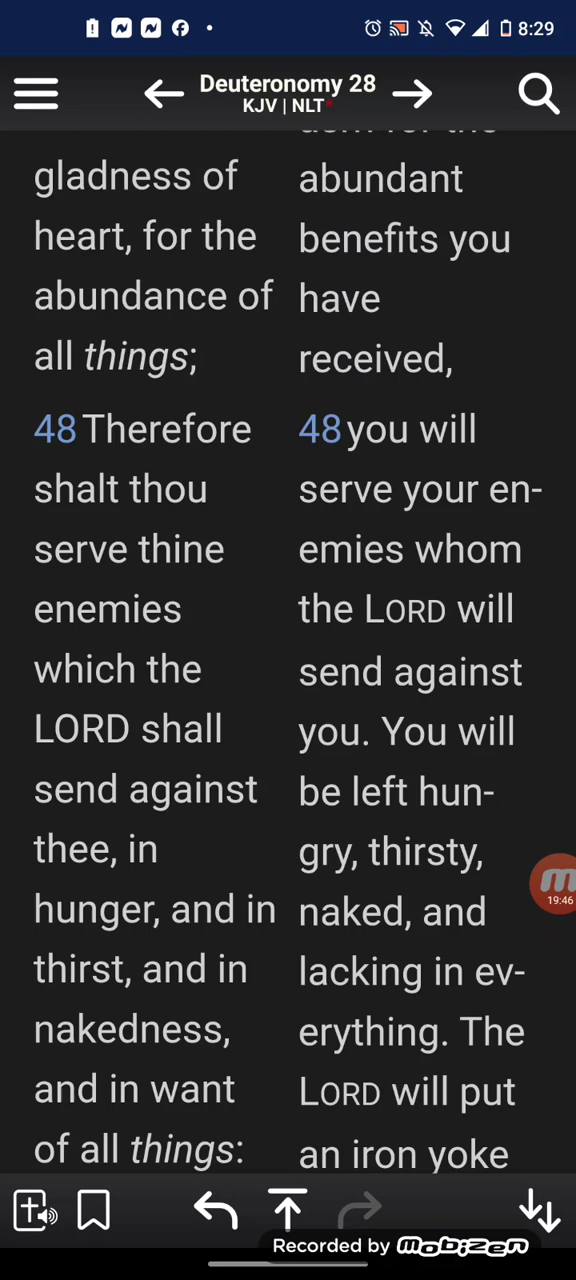 8:29
Deuteronomy 28
KJV | NLT*
gladness of
heart, for the
abundance of
all things;
48 Therefore
shalt thou
serve thine
enemies
which the
LORD shall
send against
thee, in
hunger, and in
thirst, and in
nakedness,
and in want
of all things:
abundant
benefits you
have
received,
48 you will
serve your en-
emies whom
the LORD will
send against
you. You will
be left hun-
gry, thirsty,
naked, and
lacking in ev-
erything. The
LORD will put
an iron yoke
19:46
Recorded by mobizen